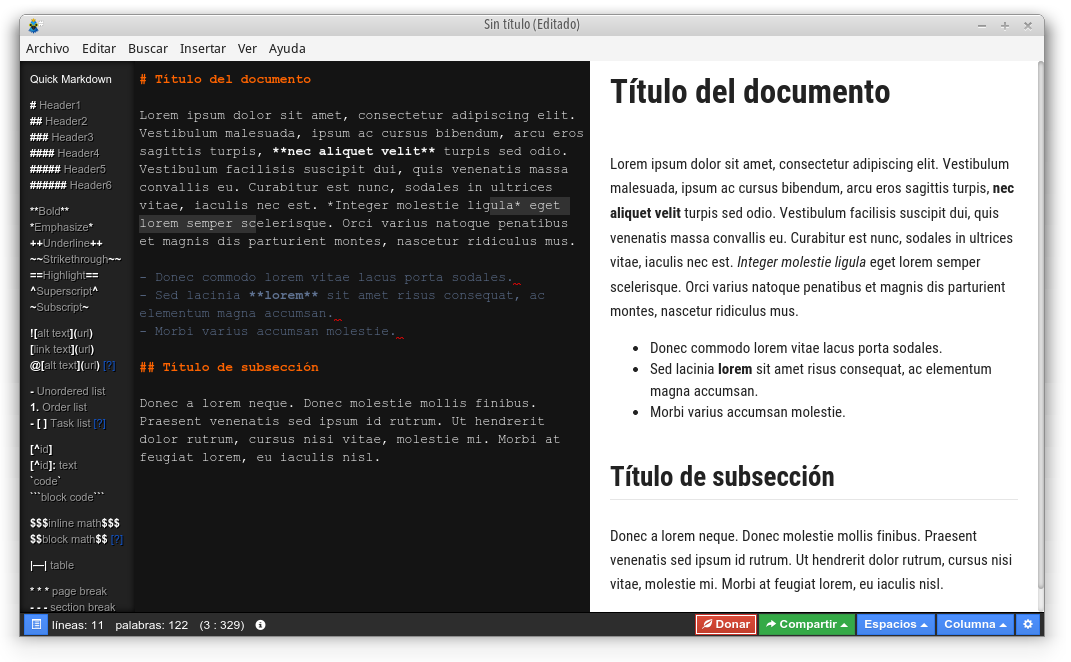 Sin título (Editado)
Archivo Editar Buscar Insertar Ver Ayuda
Quick Markdown
# Header1
## Header2
### Header3
#### Header4
##### Header5
###### Header6
**Bold**
*Emphasize*
++Underline++
~~Strikethrough~~
==Highlight==
^Superscript^
~Subscript~
![alt text](url)
[link text](url)
@[alt text](url) [?]
- Unordered list
1. Order list
- [ ] Task list [?]
[^id]
[^id]: text
`code`
```block code```
$$$inline math$$$
$$block math$$ [?]
|—| table
* * * page break
- - - section break
# Título del documento
Lorem ipsum dolor sit amet, consectetur adipiscing elit.
Vestibulum malesuada, ipsum ac cursus bibendum, arcu eros
sagittis turpis, **nec aliquet velit** turpis sed odio.
Vestibulum facilisis suscipit dui, quis venenatis massa
convallis eu. Curabitur est nunc, sodales in ultrices
vitae, iaculis nec est. *Integer molestie ligula* eget
lorem semper scelerisque. Orci varius natoque penatibus
et magnis dis parturient montes, nascetur ridiculus mus.
- Donec commodo lorem vitae lacus porta sodales.
- Sed lacinia **lorem** sit amet risus consequat, ac
elementum magna accumsan.
- Morbi varius accumsan molestie.
## Título de subsección
Donec a lorem neque. Donec molestie mollis finibus.
Praesent venenatis sed ipsum id rutrum. Ut hendrerit
dolor rutrum, cursus nisi vitae, molestie mi. Morbi at
feugiat lorem, eu iaculis nisl.
Título del documento
Lorem ipsum dolor sit amet, consectetur adipiscing elit. Vestibulum
malesuada, ipsum ac cursus bibendum, arcu eros sagittis turpis, nec
aliquet velit turpis sed odio. Vestibulum facilisis suscipit dui, quis
venenatis massa convallis eu. Curabitur est nunc, sodales in ultrices
vitae, iaculis nec est. Integer molestie ligula eget lorem semper
scelerisque. Orci varius natoque penatibus et magnis dis parturient
montes, nascetur ridiculus mus.
• Donec commodo lorem vitae lacus porta sodales.
• Sed lacinia lorem sit amet risus consequat, ac elementum
magna accumsan.
• Morbi varius accumsan molestie.
Título de subsección
Donec a lorem neque. Donec molestie mollis finibus. Praesent
venenatis sed ipsum id rutrum. Ut hendrerit dolor rutrum, cursus nisi
vitae, molestie mi. Morbi at feugiat lorem, eu iaculis nisl.
líneas: 11 palabras: 122 (3 : 329) Donar Compartir Espacios Columna